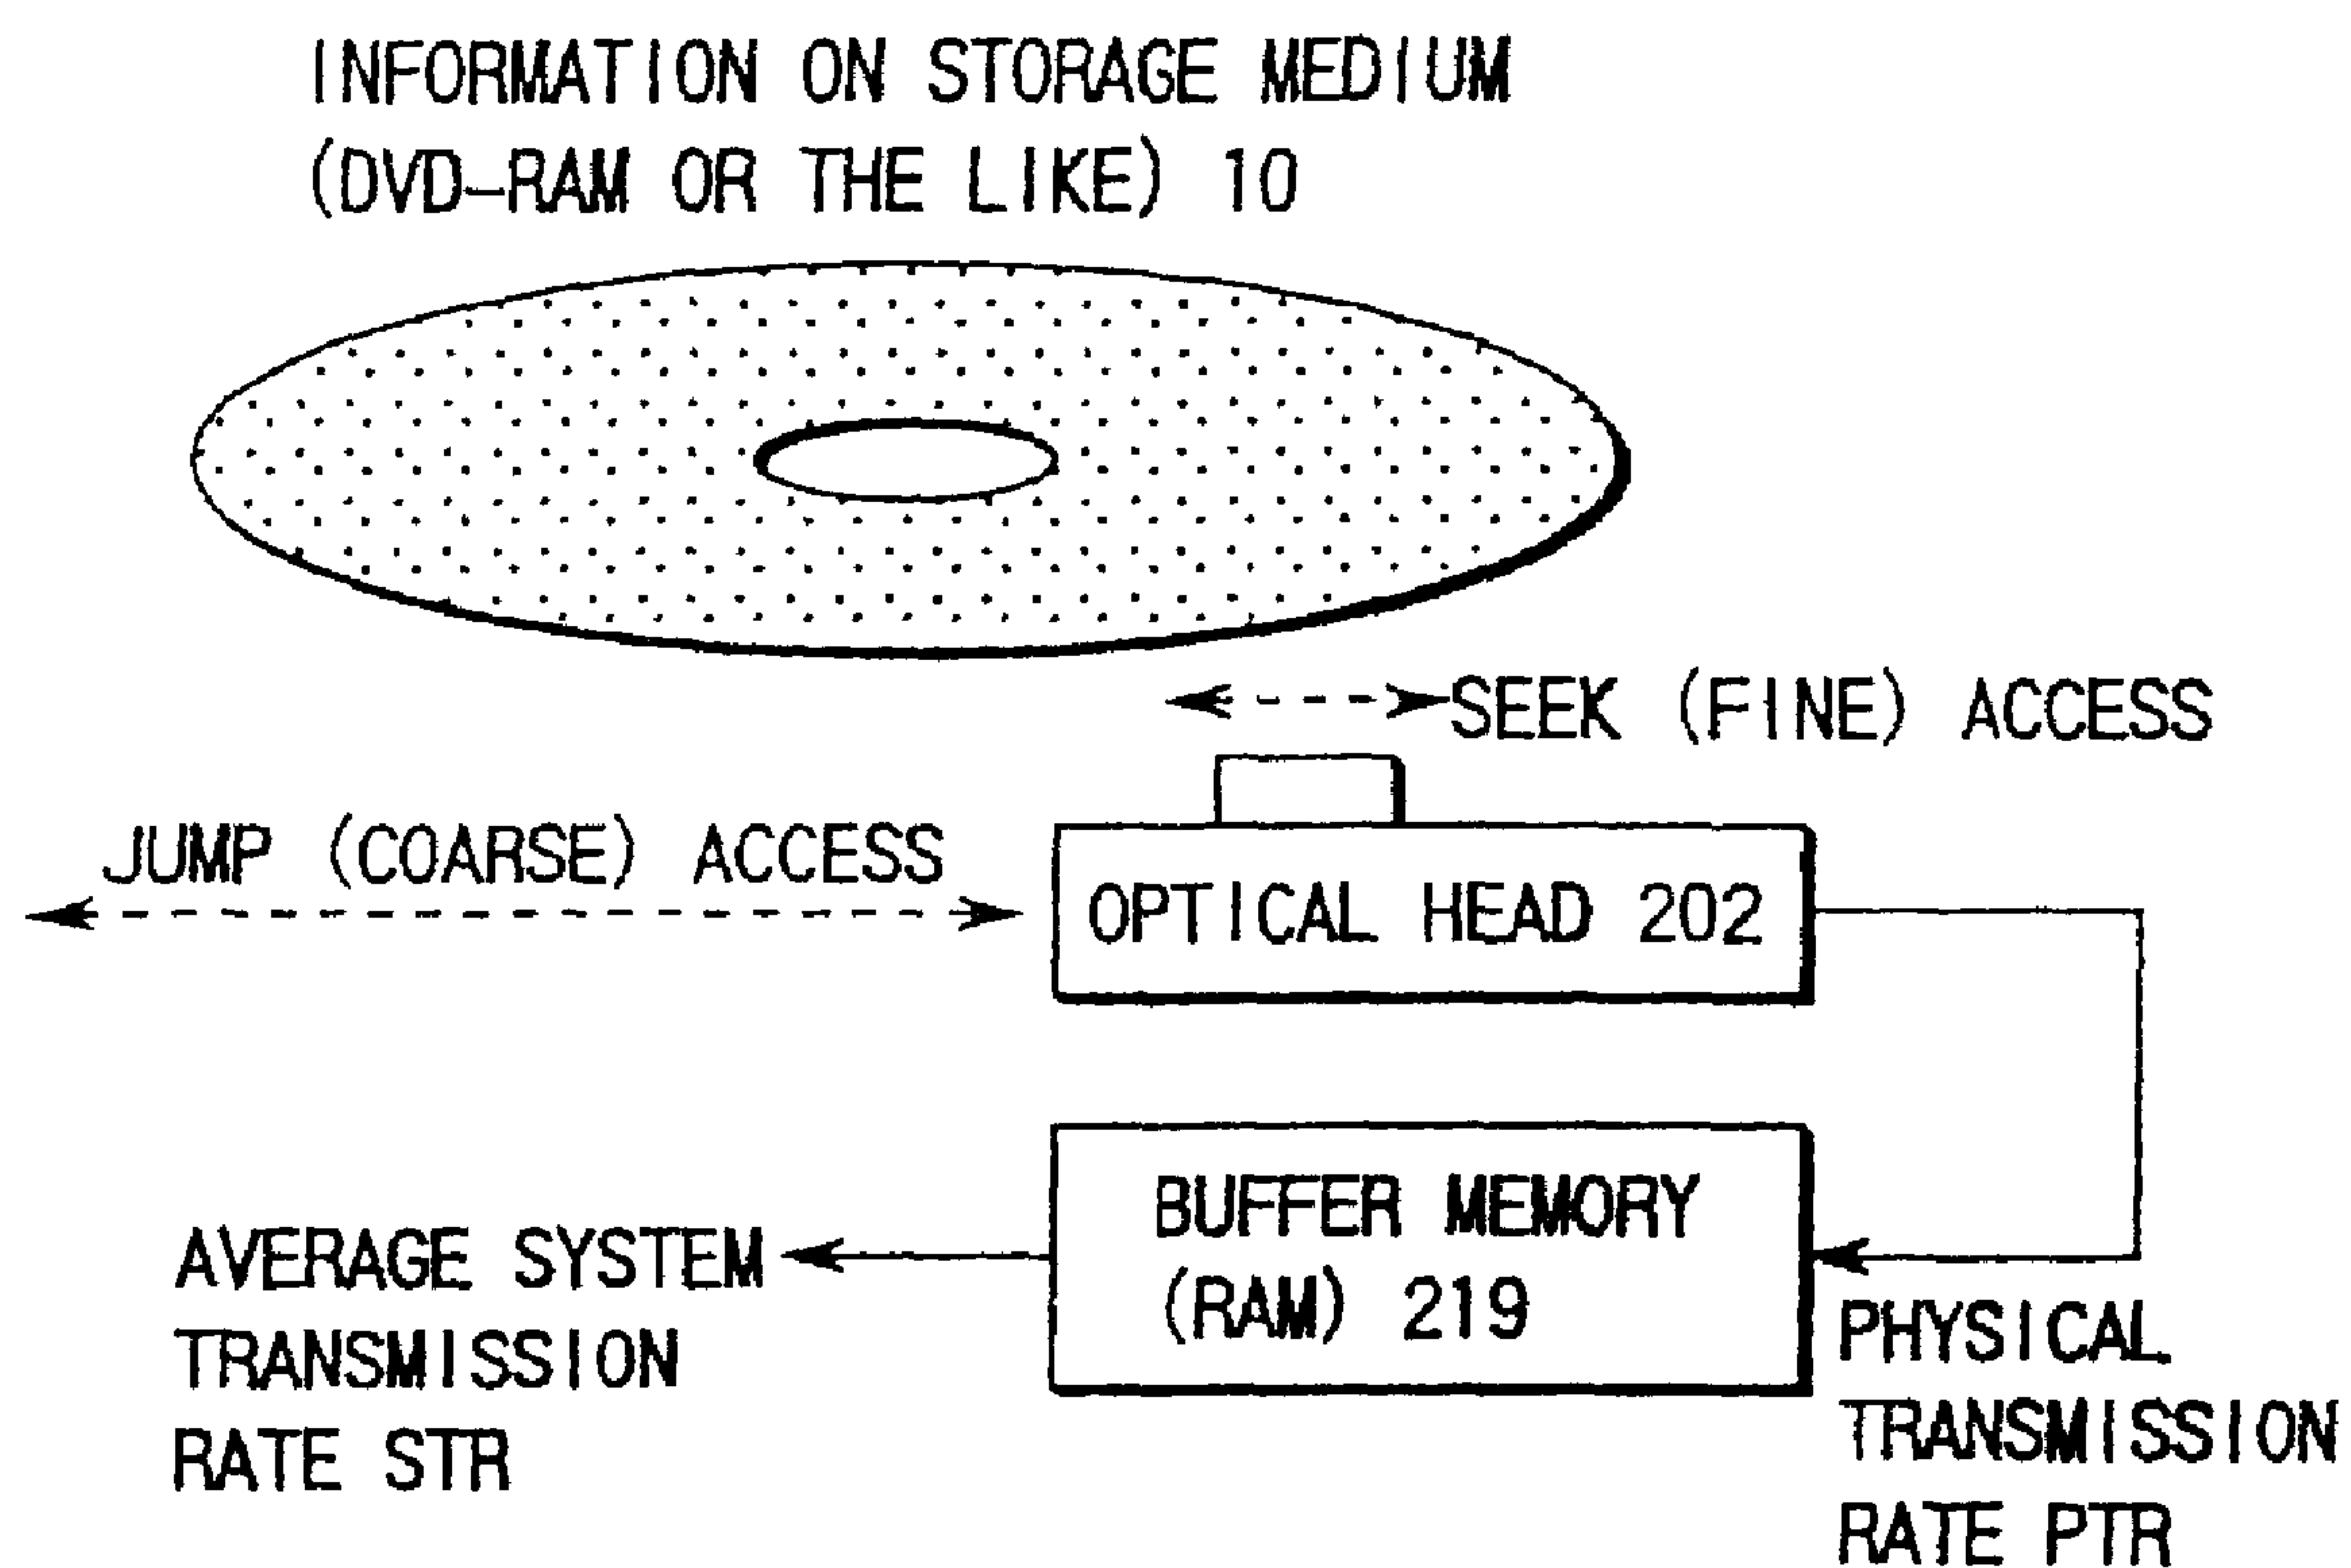 INFORMATION ON STORAGE MEDIUM
(DVD-RAM OR THE LIKE) 10
SEEK (FINE) ACCESS
JUMP (COARSE) ACCESS
OPTICAL HEAD 202
BUFFER MEMORY
(RAM) 219
AVERAGE SYSTEM
TRANSMISSION
RATE STR
PHYSICAL
TRANSMISSION
RATE PTR